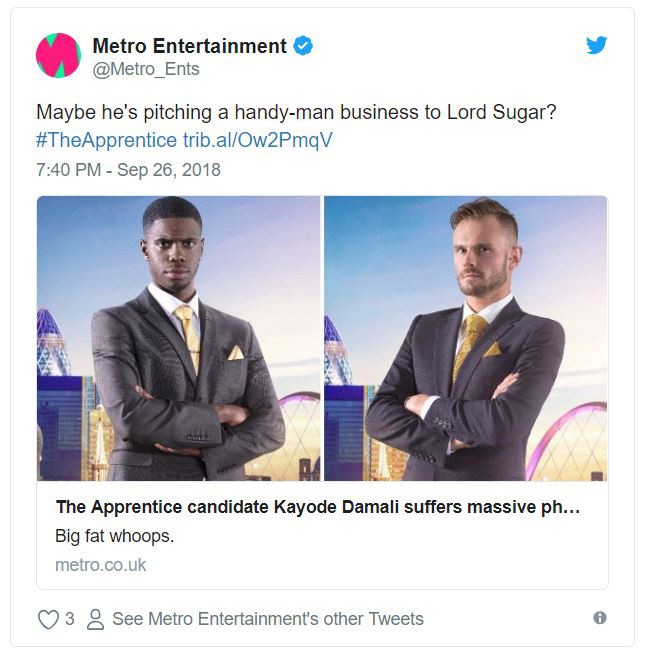 Metro Entertainment
@Metro_Ents
Maybe he's pitching a handy-man business to Lord Sugar?
#TheApprentice trib.al/Ow2PmqV
7:40 PM - Sep 26, 2018
The Apprentice candidate Kayode Damali suffers massive ph...
Big fat whoops.
metro.co.uk
3 See Metro Entertainment's other Tweets